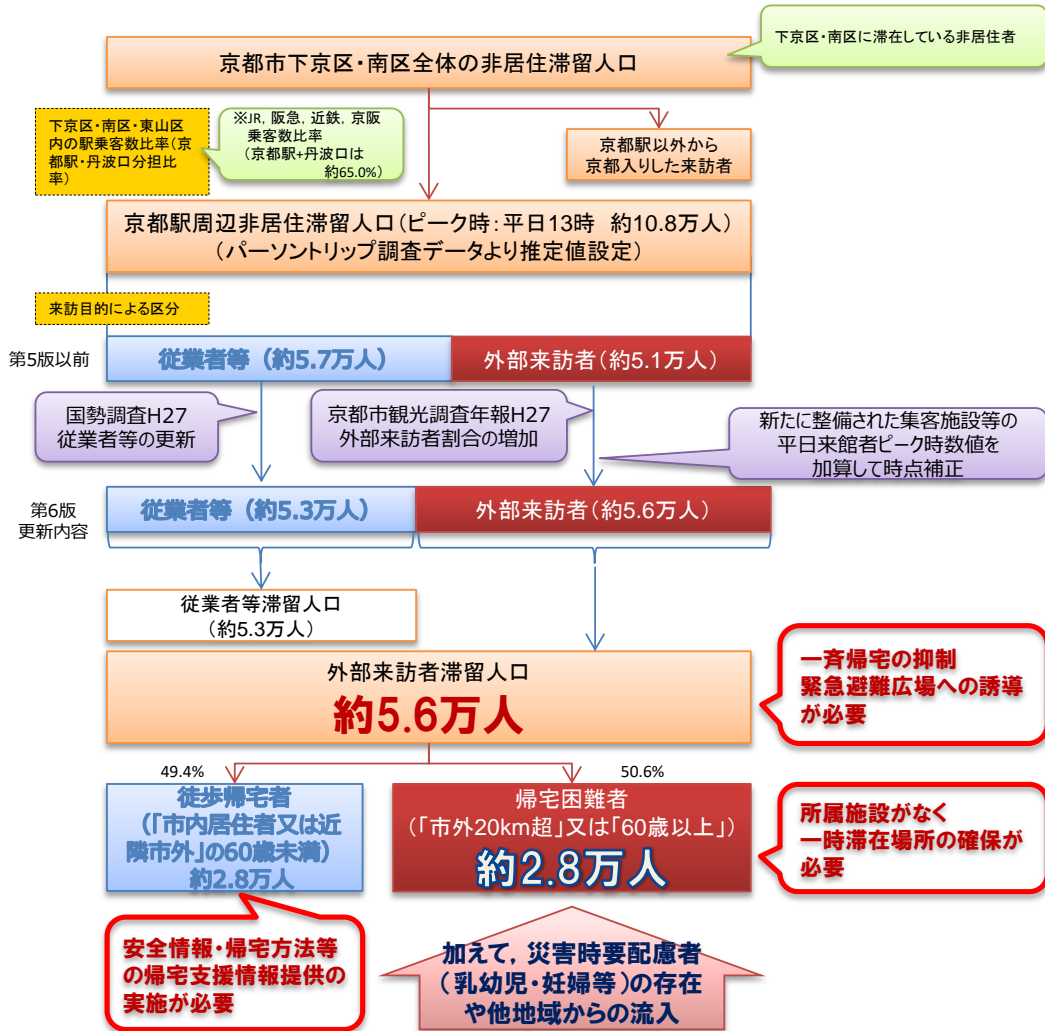 下京区・南区に滞在している非居住者
京都市下京区・南区全体の非居住滞留人口
下京区・南区・東山区
内の駅乗客数比率(京
都駅・丹波口分担比
率)
※JR, 阪急, 近鉄, 京阪
乗客数比率
(京都駅+丹波口は
約65.0%)
京都駅以外から
京都入りした来訪者
京都駅周辺非居住滞留人口(ピーク時:平日13時 約10.8万人)
(パーソントリップ調査データより推定値設定)
来訪目的による区分
第5版以前
従業者等 (約5.7万人)
外部来訪者(約5.1万人)
国勢調査H27
従業者等の更新
京都市観光調査年報H27
外部来訪者割合の増加
新たに整備された集客施設等の
平日来館者ピーク時数値を
加算して時点補正
第6版
更新内容
従業者等 (約5.3万人)
外部来訪者(約5.6万人)
従業者等滞留人口
(約5.3万人)
外部来訪者滞留人口
約5.6万人
一斉帰宅の抑制
緊急避難広場への誘導
が必要
49.4%
50.6%
徒歩帰宅者
(「市内居住者又は近
隣市外」の60歳未満)
約2.8万人
帰宅困難者
(「市外20km超」又は「60歳以上」)
約2.8万人
所属施設がなく
一時滞在場所の確保が
必要
安全情報・帰宅方法等
の帰宅支援情報提供の
実施が必要
加えて, 災害時要配慮者
(乳幼児・妊婦等)の存在
や他地域からの流入